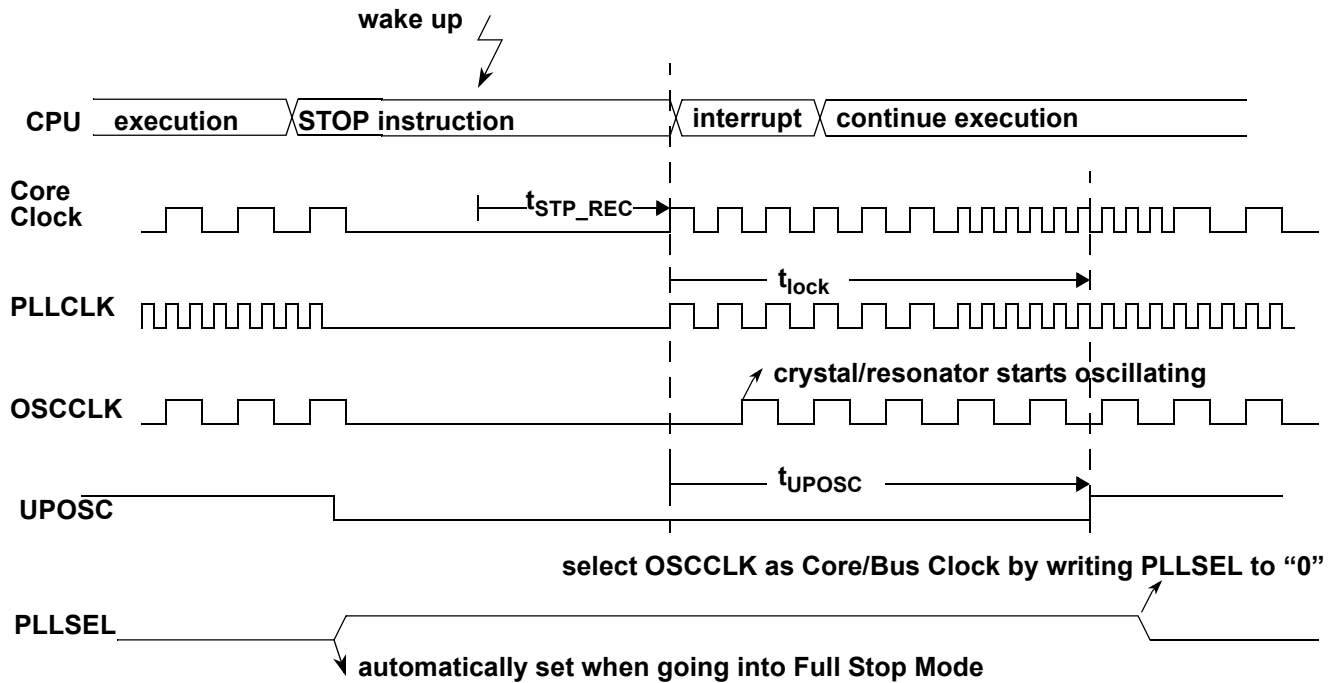 wake up
CPU execution STOP instruction interrupt continue execution
Core
Clock
tSTP_REC
tlock
PLLCLK
crystal/resonator starts oscillating
OSCCLK
tUPOSC
UPOSC
select OSCCLK as Core/Bus Clock by writing PLLSEL to “0”
PLLSEL
automatically set when going into Full Stop Mode